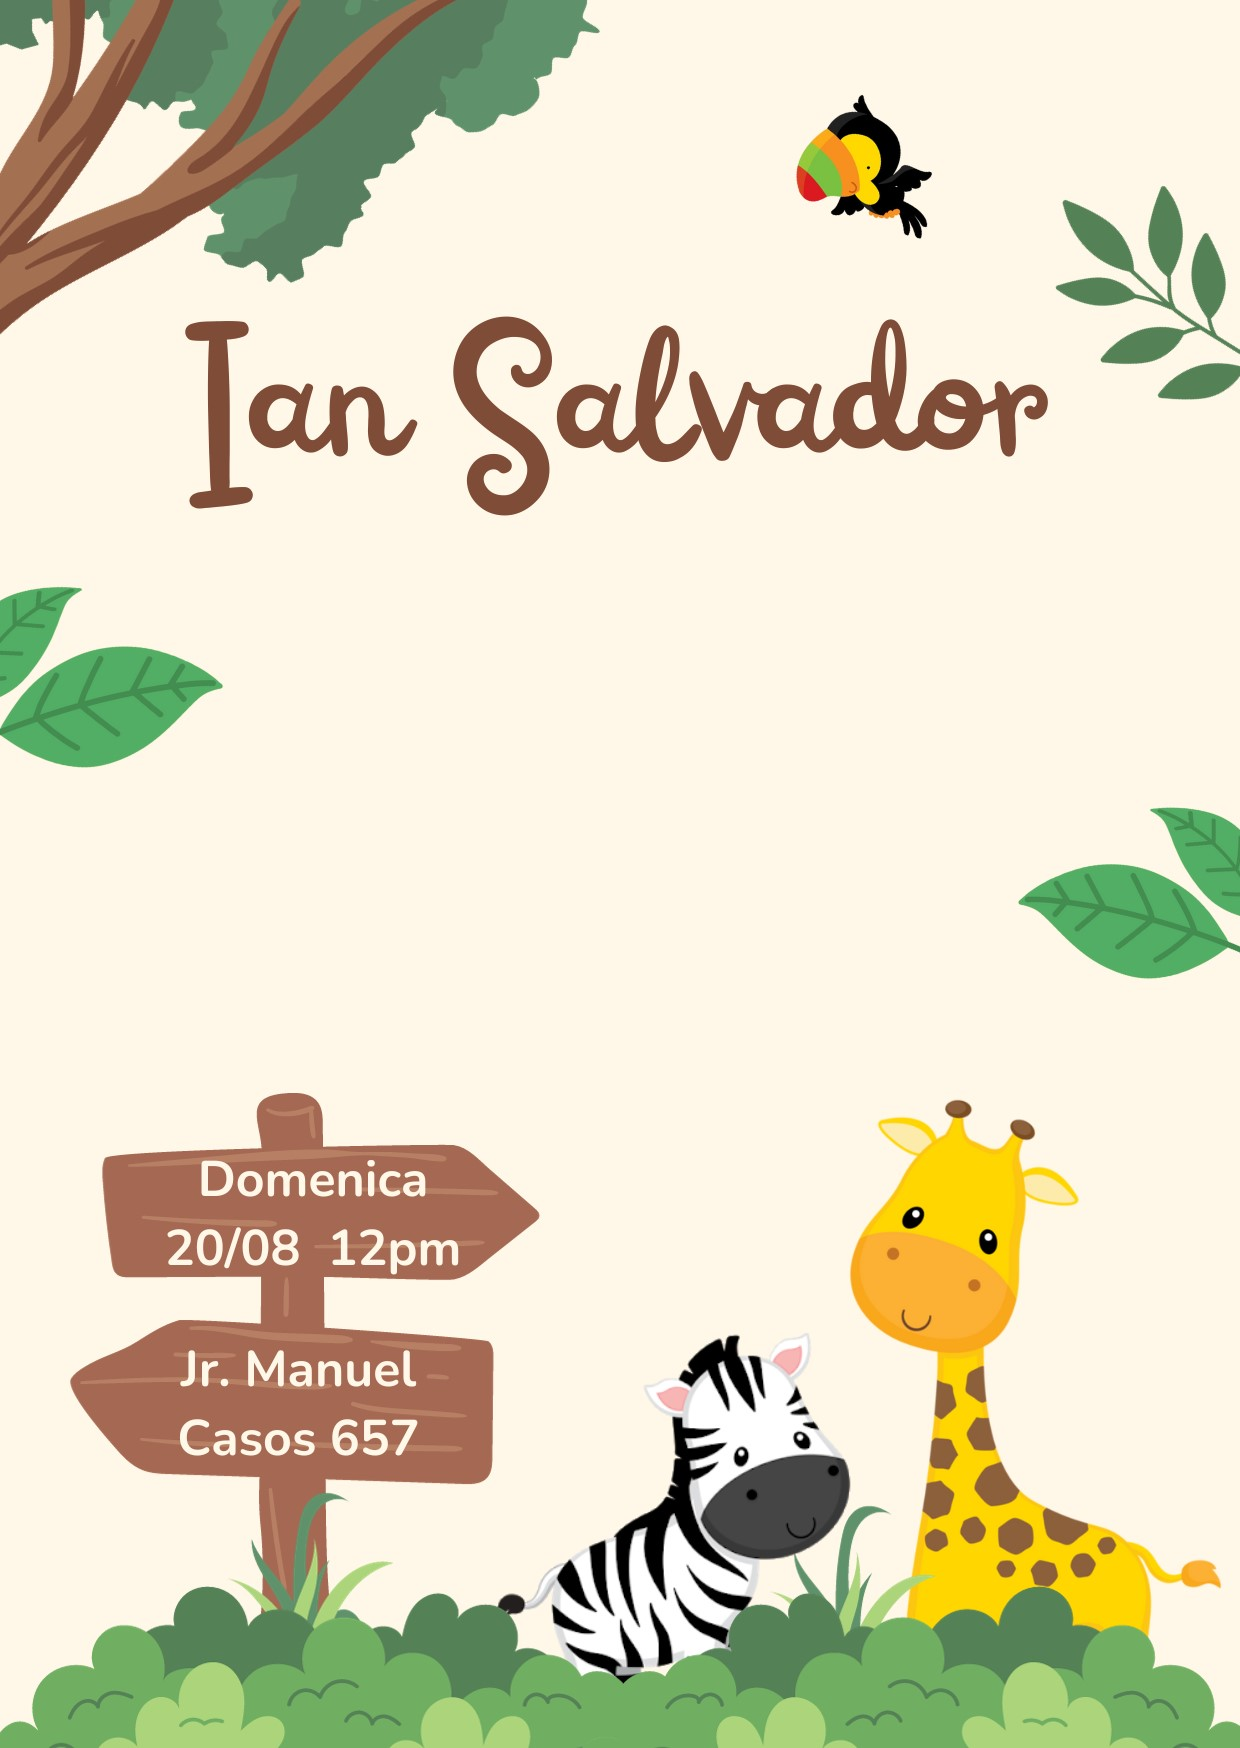 Ian Salvador
Domenica
20/08 12pm
Jr. Manuel
Casos 657